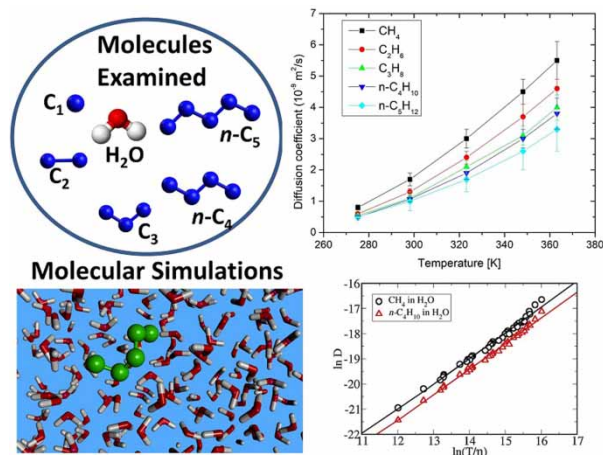 Molecules
Examined
C₁
H₂O
n-C₅
C₂
C₃
n-C₄
Molecular Simulations
Diffusion coefficient (10⁻⁹ m²/s)
7
6
5
4
3
2
1
0
CH₄
C₂H₆
C₃H₈
n-C₄H₁₀
n-C₅H₁₂
260 280 300 320 340 360 380
Temperature [K]
ln D
-16
-17
-18
-19
-20
-21
-22
CH₄ in H₂O
n-C₄H₁₀ in H₂O
11 12 13 14 15 16 17
ln(T/η)